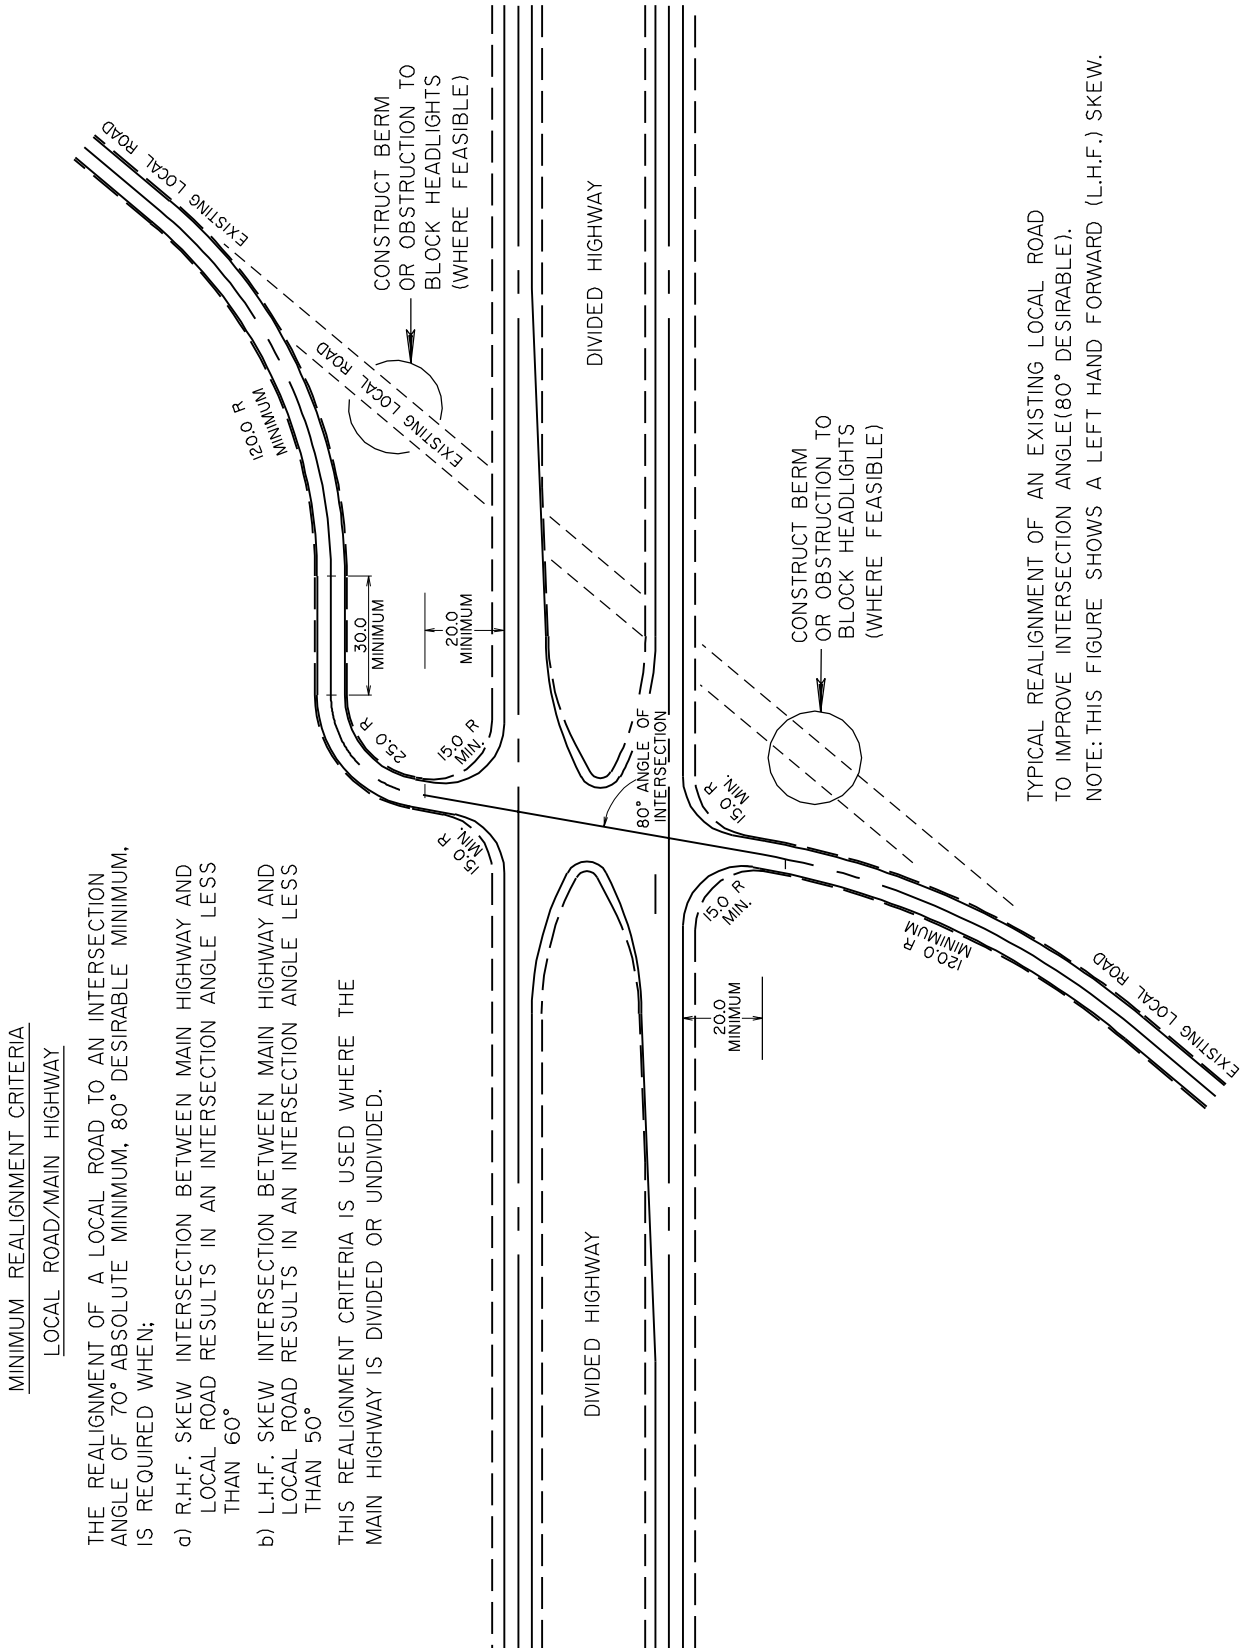 MINIMUM REALIGNMENT CRITERIA
LOCAL ROAD/MAIN HIGHWAY
THE REALIGNMENT OF A LOCAL ROAD TO AN INTERSECTION
ANGLE OF 70° ABSOLUTE MINIMUM, 80° DESIRABLE MINIMUM,
IS REQUIRED WHEN;
a) R.H.F. SKEW INTERSECTION BETWEEN MAIN HIGHWAY AND
LOCAL ROAD RESULTS IN AN INTERSECTION ANGLE LESS
THAN 60°
b) L.H.F. SKEW INTERSECTION BETWEEN MAIN HIGHWAY AND
LOCAL ROAD RESULTS IN AN INTERSECTION ANGLE LESS
THAN 50°
THIS REALIGNMENT CRITERIA IS USED WHERE THE
MAIN HIGHWAY IS DIVIDED OR UNDIVIDED.
EXISTING LOCAL ROAD
120.0 R
MINIMUM
EXISTING LOCAL ROAD
CONSTRUCT BERM
OR OBSTRUCTION TO
BLOCK HEADLIGHTS
(WHERE FEASIBLE)
30.0
MINIMUM
20.0
MINIMUM
25.0 R
15.0 R
MIN.
15.0 R
MIN.
DIVIDED HIGHWAY
80° ANGLE OF
INTERSECTION
DIVIDED HIGHWAY
15.0 R
MIN.
15.0 R
MIN.
20.0
MINIMUM
CONSTRUCT BERM
OR OBSTRUCTION TO
BLOCK HEADLIGHTS
(WHERE FEASIBLE)
120.0 R
MINIMUM
EXISTING LOCAL ROAD
TYPICAL REALIGNMENT OF AN EXISTING LOCAL ROAD
TO IMPROVE INTERSECTION ANGLE(80° DESIRABLE).
NOTE: THIS FIGURE SHOWS A LEFT HAND FORWARD (L.H.F.) SKEW.